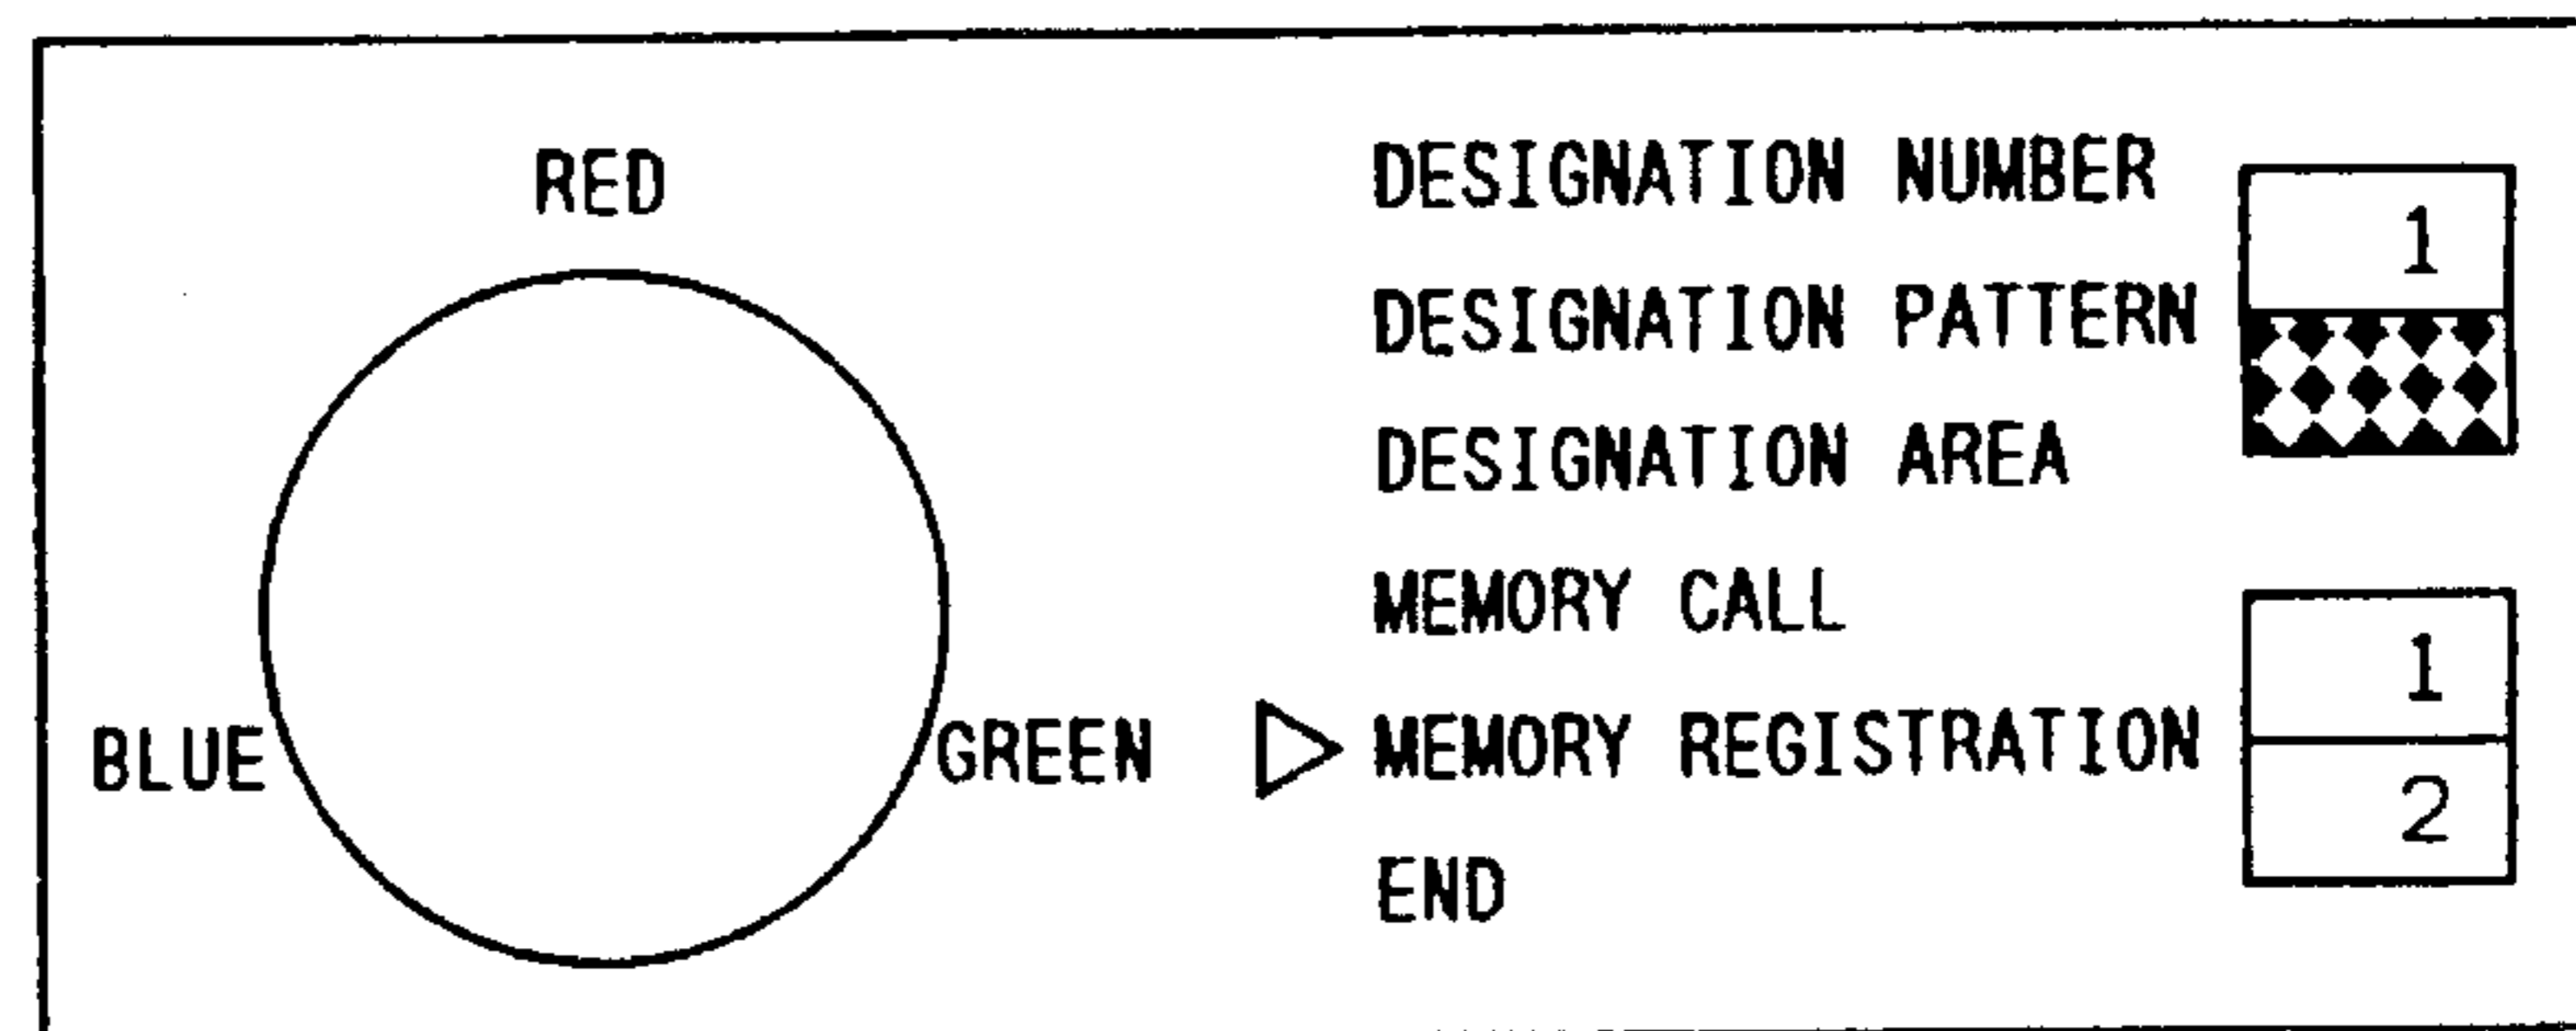 RED
BLUE
GREEN
DESIGNATION NUMBER 1
DESIGNATION PATTERN
DESIGNATION AREA
MEMORY CALL 1
MEMORY REGISTRATION 2
END